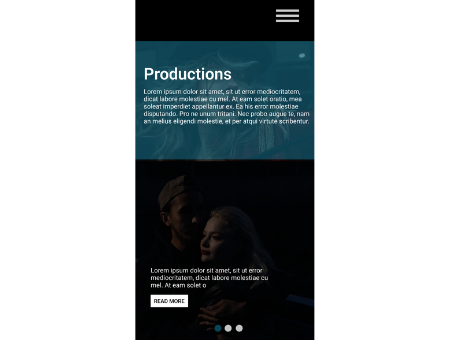 Productions
Lorem ipsum dolor sit amet, sit ut error mediocritatem,
dicat labore molestiae cu mel. At eam solet oratio, mea
soleat imperdiet appellantur ex. Ea his error molestiae
disputando. Pro ne unum tritani. Nec probo augue te, nam
an melius eligendi molestie, et per atqui virtute scribentur.
Lorem ipsum dolor sit amet, sit ut error
mediocritatem, dicat labore molestiae cu
mel. At eam solet o
READ MORE